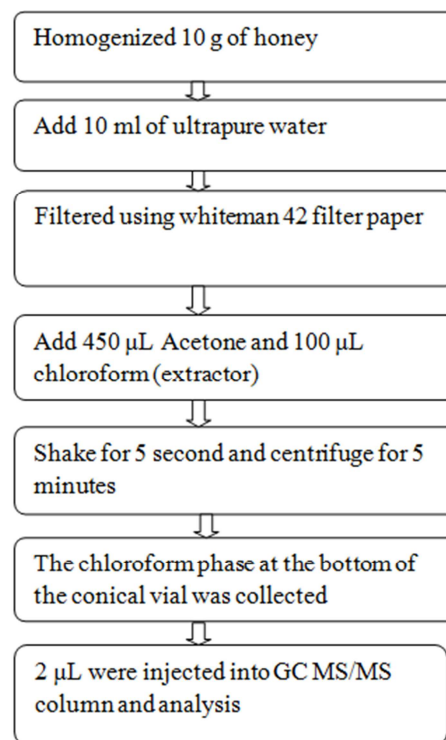 Homogenized 10 g of honey
Add 10 ml of ultrapure water
Filtered using whiteman 42 filter paper
Add 450 µL Acetone and 100 µL
chloroform (extractor)
Shake for 5 second and centrifuge for 5
minutes
The chloroform phase at the bottom of
the conical vial was collected
2 µL were injected into GC MS/MS
column and analysis